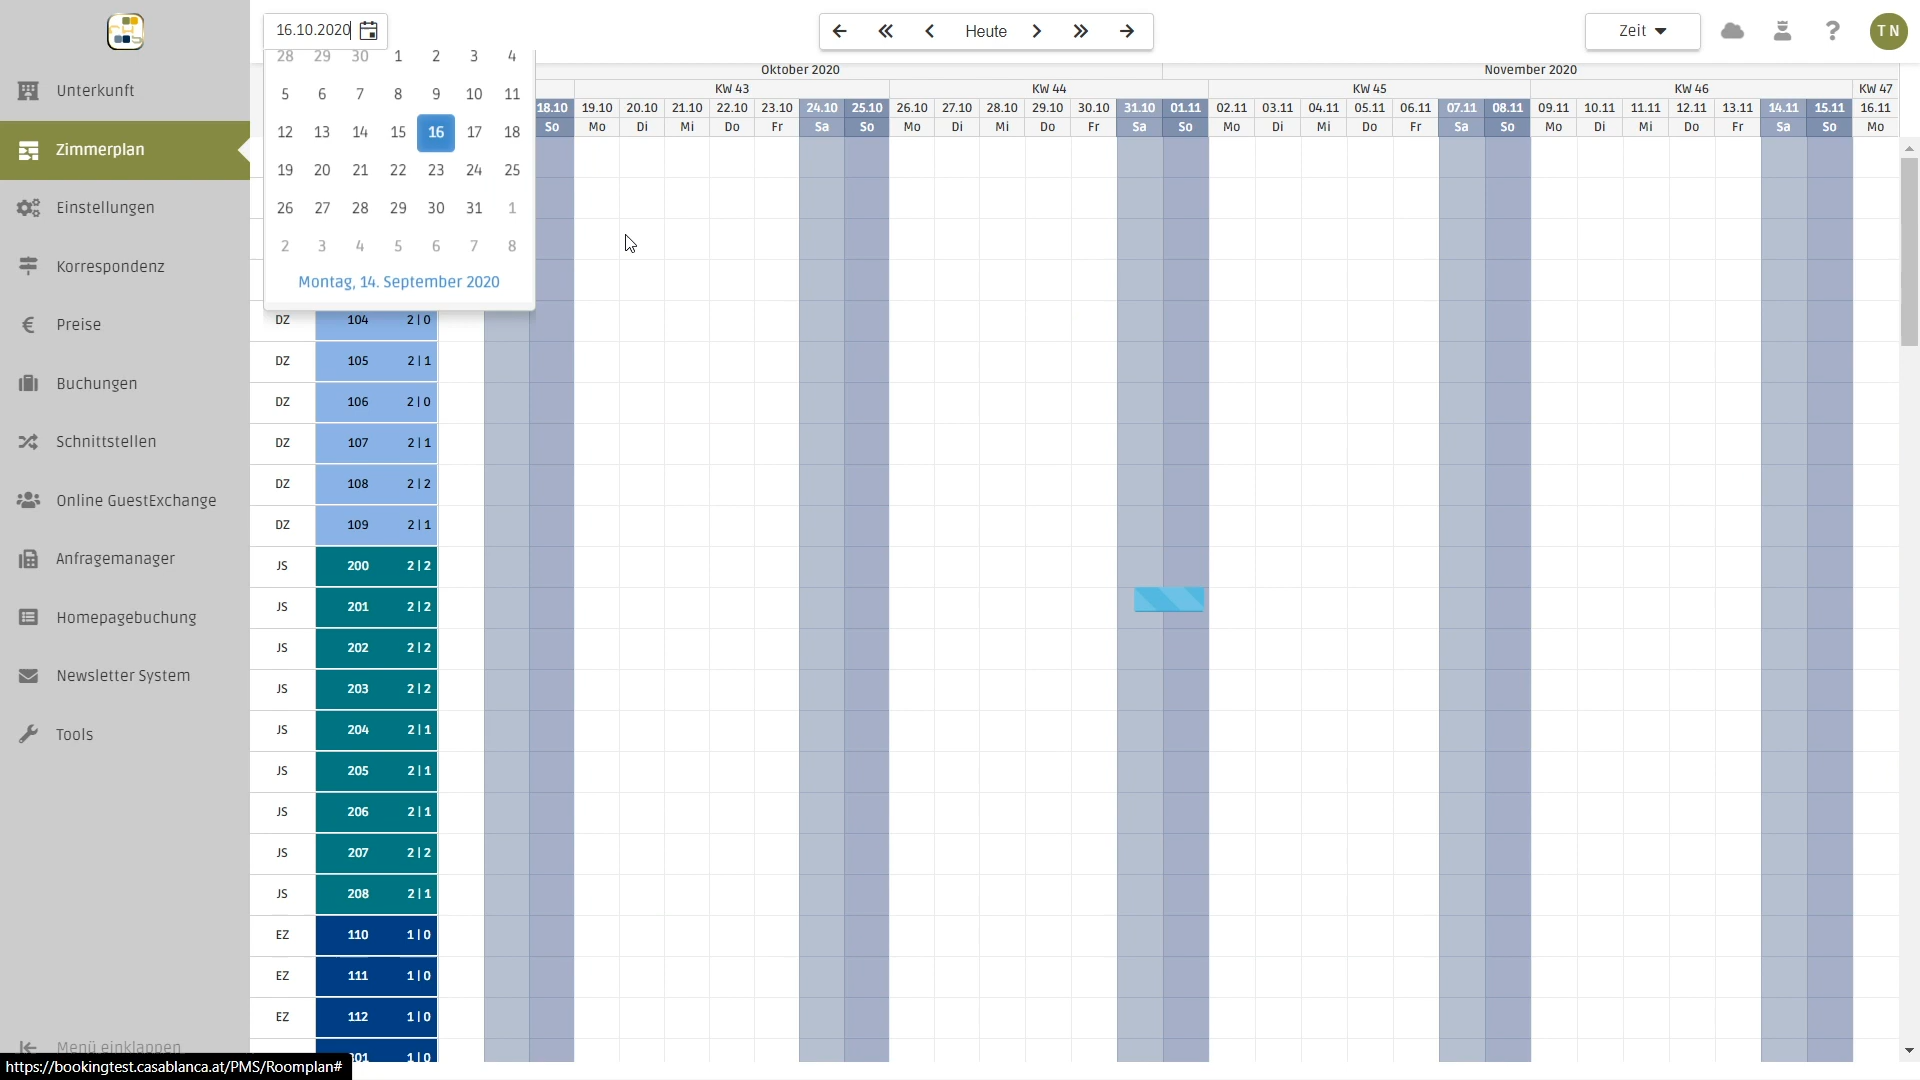 16.10.2020
Heute
Zeit
TN
28 29 30 1 2 3 4
5 6 7 8 9 10 11
12 13 14 15 16 17 18
19 20 21 22 23 24 25
26 27 28 29 30 31 1
2 3 4 5 6 7 8
Montag, 14. September 2020
Unterkunft
Zimmerplan
Einstellungen
Korrespondenz
Preise
Buchungen
Schnittstellen
Online GuestExchange
Anfragemanager
Homepagebuchung
Newsletter System
Tools
Menü einklappen
Oktober 2020 November 2020
KW 43 KW 44 KW 45 KW 46 KW 47
18.10 19.10 20.10 21.10 22.10 23.10 24.10 25.10 26.10 27.10 28.10 29.10 30.10 31.10 01.11 02.11 03.11 04.11 05.11 06.11 07.11 08.11 09.11 10.11 11.11 12.11 13.11 14.11 15.11 16.11
So Mo Di Mi Do Fr Sa So Mo Di Mi Do Fr Sa So Mo Di Mi Do Fr Sa So Mo Di Mi Do Fr Sa So Mo
DZ 104 2|0
DZ 105 2|1
DZ 106 2|0
DZ 107 2|1
DZ 108 2|2
DZ 109 2|1
JS 200 2|2
JS 201 2|2
JS 202 2|2
JS 203 2|2
JS 204 2|1
JS 205 2|1
JS 206 2|1
JS 207 2|2
JS 208 2|1
EZ 110 1|0
EZ 111 1|0
EZ 112 1|0
301 1|0
https://bookingtest.casablanca.at/PMS/Roomplan#